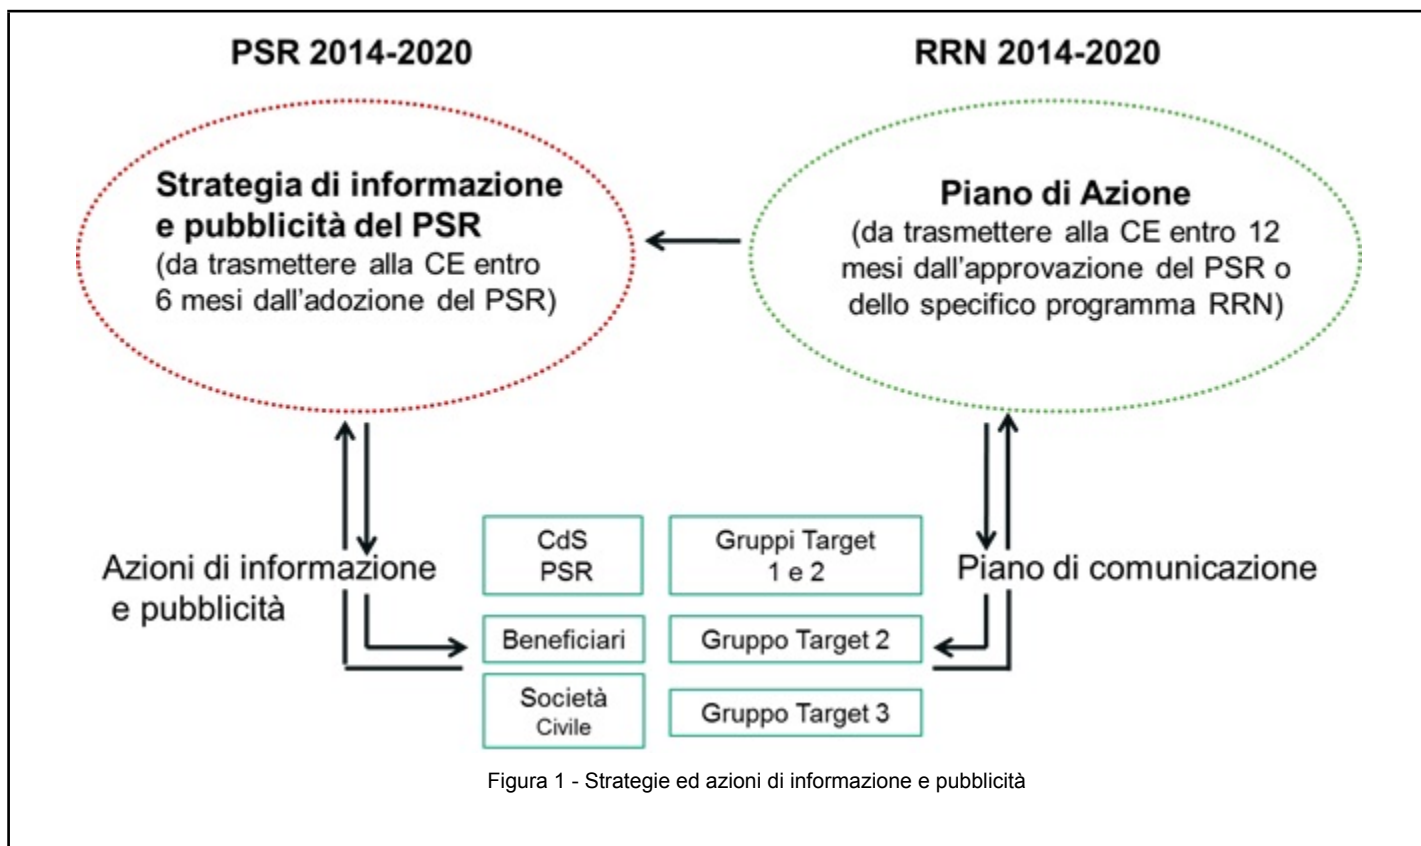 PSR 2014-2020
RRN 2014-2020
Strategia di informazione
e pubblicità del PSR
(da trasmettere alla CE entro
6 mesi dall'adozione del PSR)
Piano di Azione
(da trasmettere alla CE entro 12
mesi dall'approvazione del PSR o
dello specifico programma RRN)
Azioni di informazione
e pubblicità
CdS
PSR
Gruppi Target
1 e 2
Piano di comunicazione
Beneficiari
Gruppo Target 2
Società
Civile
Gruppo Target 3
Figura 1 - Strategie ed azioni di informazione e pubblicità